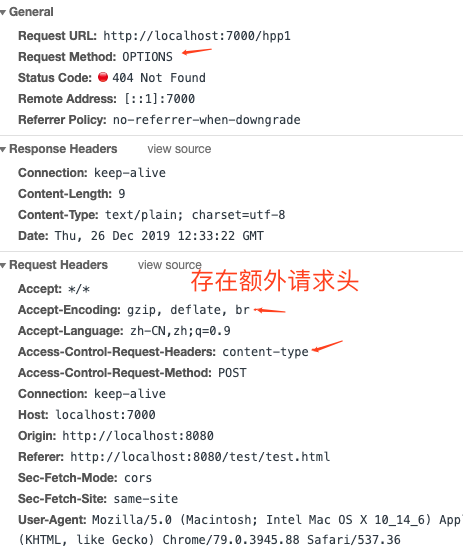 General
Request URL: http://localhost:7000/hpp1
Request Method: OPTIONS
Status Code: 404 Not Found
Remote Address: [::1]:7000
Referrer Policy: no-referrer-when-downgrade
Response Headers view source
Connection: keep-alive
Content-Length: 9
Content-Type: text/plain; charset=utf-8
Date: Thu, 26 Dec 2019 12:33:22 GMT
Request Headers view source
存在额外请求头
Accept: */*
Accept-Encoding: gzip, deflate, br
Accept-Language: zh-CN,zh;q=0.9
Access-Control-Request-Headers: content-type
Access-Control-Request-Method: POST
Connection: keep-alive
Host: localhost:7000
Origin: http://localhost:8080
Referer: http://localhost:8080/test/test.html
Sec-Fetch-Mode: cors
Sec-Fetch-Site: same-site
User-Agent: Mozilla/5.0 (Macintosh; Intel Mac OS X 10_14_6) Appl
(KHTML, like Gecko) Chrome/79.0.3945.88 Safari/537.36